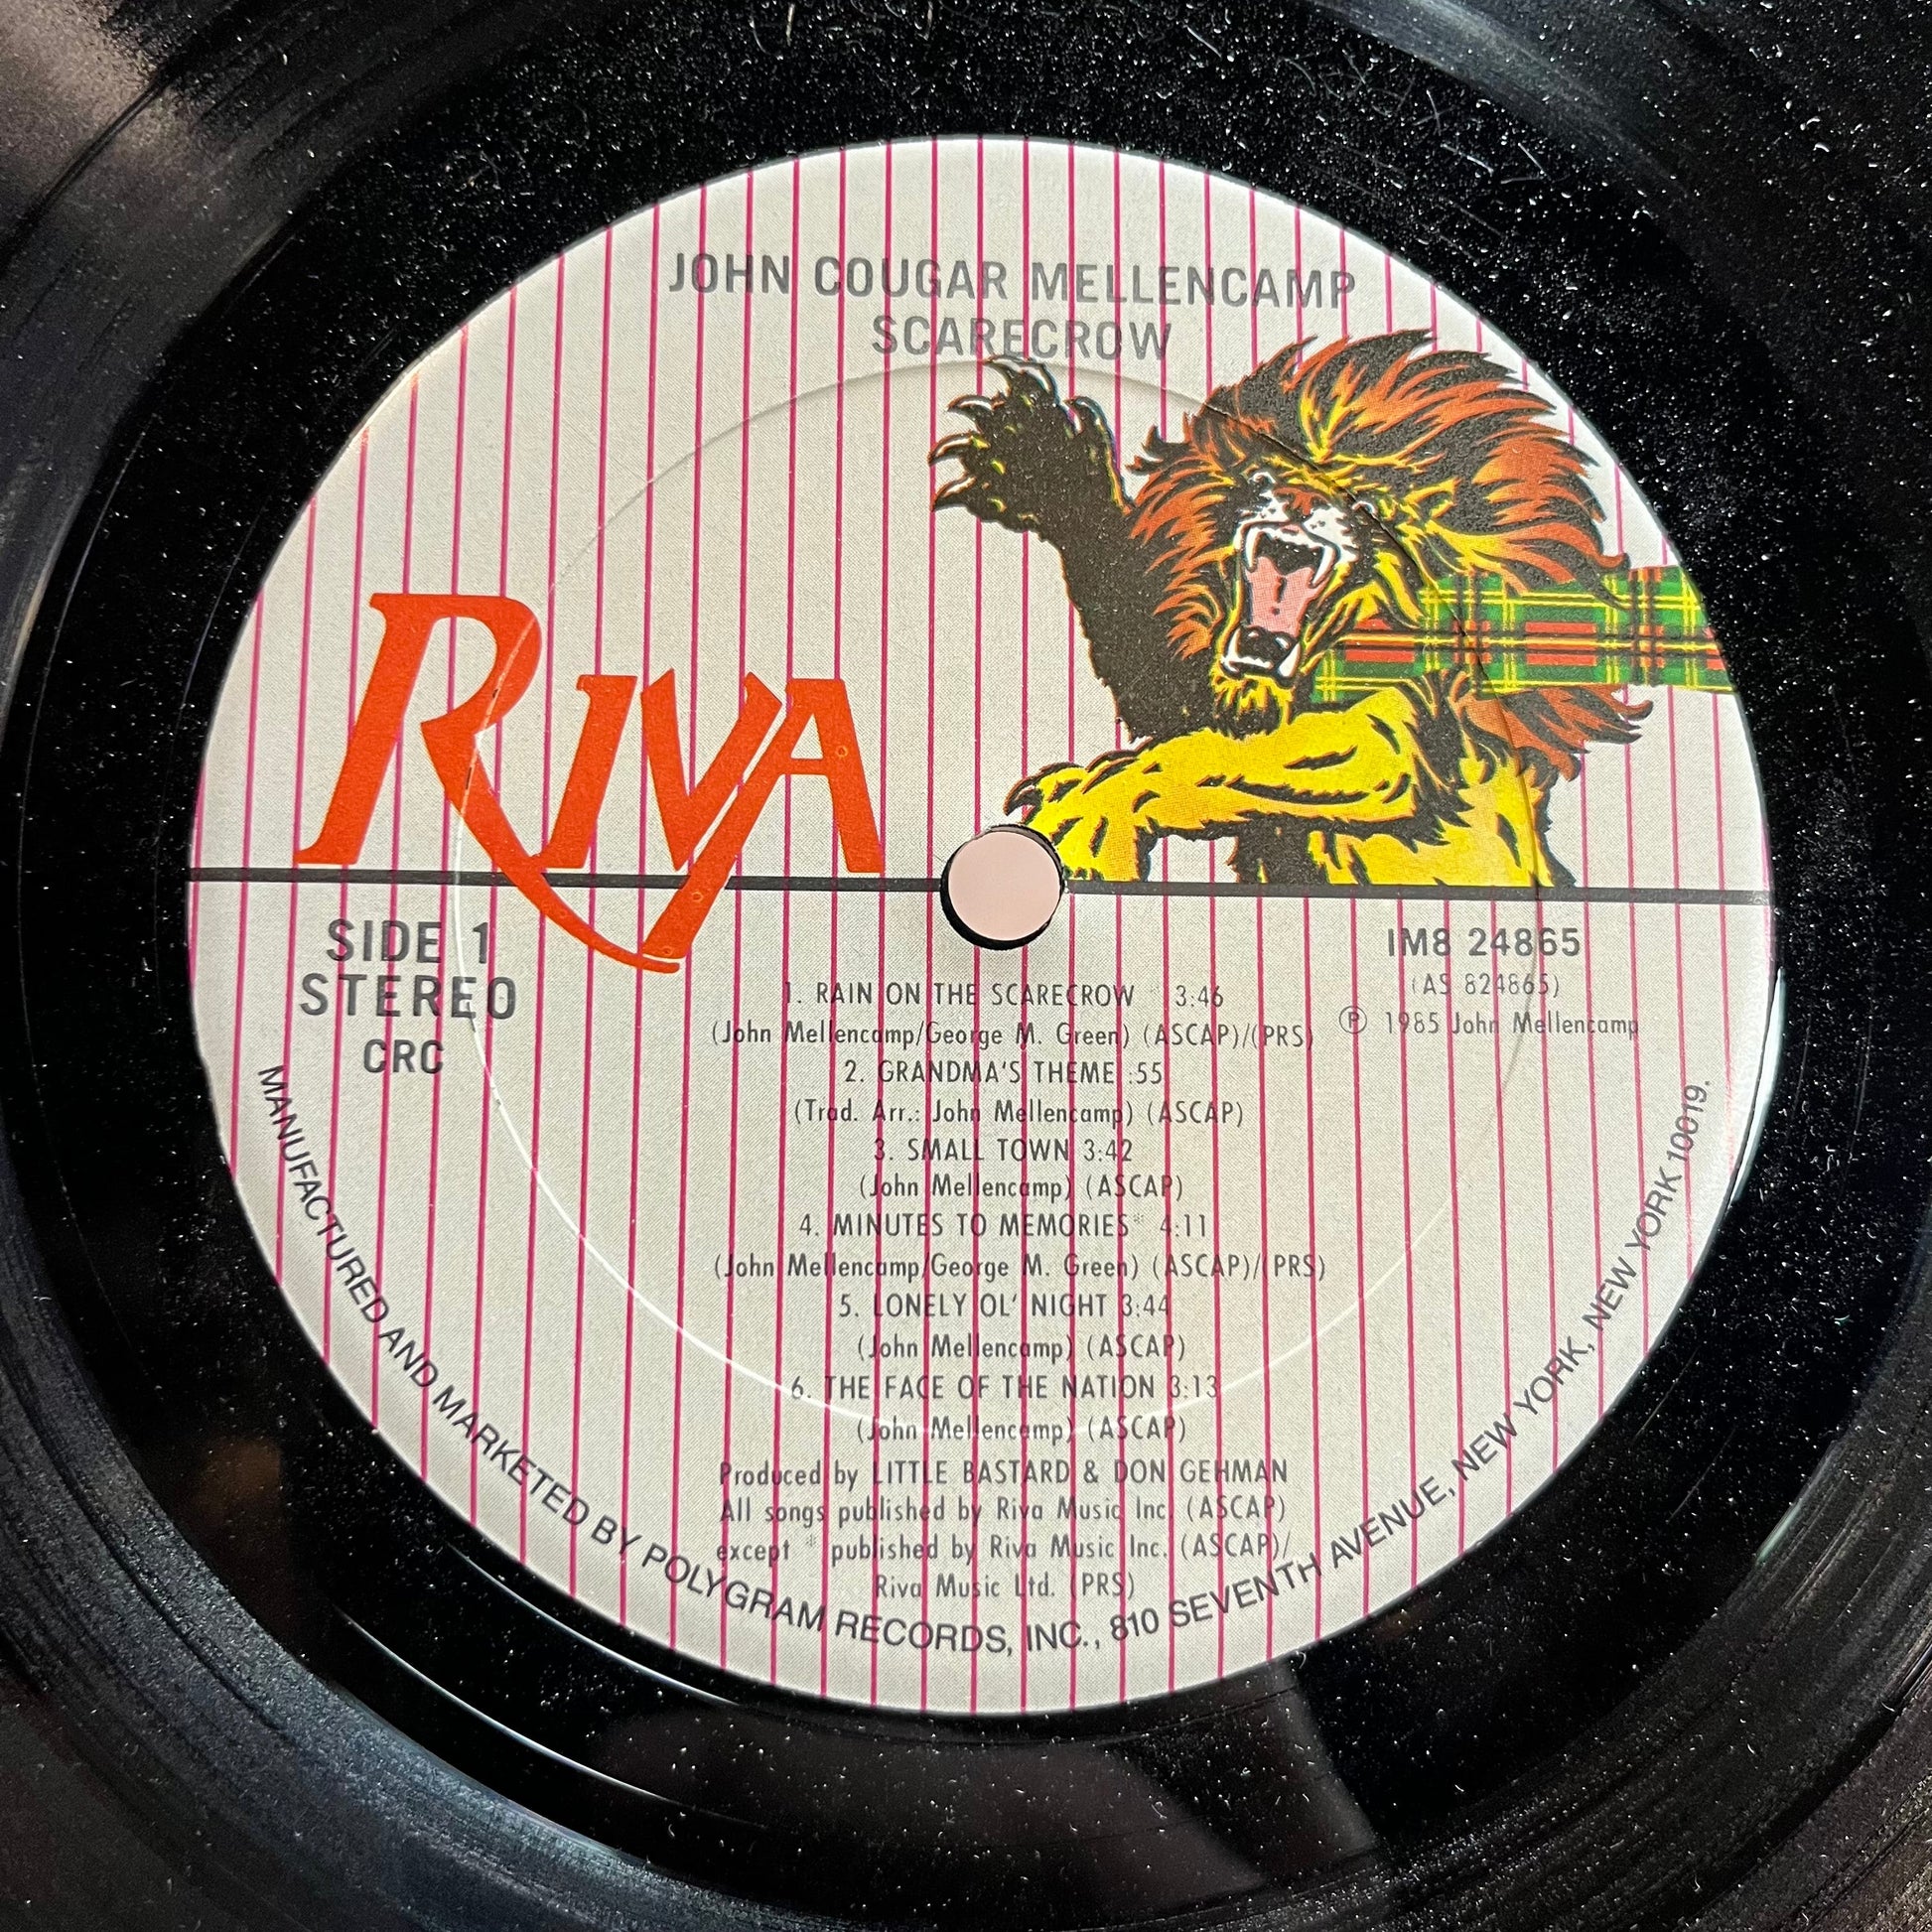 JOHN COUGAR MELLENCAMP
SCARECROW
RIVA
SIDE 1
STEREO
CRC
IM8 24865
(AS 824865)
℗ 1985 John Mellencamp
1. RAIN ON THE SCARECROW * 3:46
(John Mellencamp/George M. Green) (ASCAP)/(PRS)
2. GRANDMA'S THEME :55
(Trad. Arr.: John Mellencamp) (ASCAP)
3. SMALL TOWN 3:42
(John Mellencamp) (ASCAP)
4. MINUTES TO MEMORIES* 4:11
(John Mellencamp/George M. Green) (ASCAP)/(PRS)
5. LONELY OL' NIGHT 3:44
(John Mellencamp) (ASCAP)
6. THE FACE OF THE NATION 3:13
(John Mellencamp) (ASCAP)
Produced by LITTLE BASTARD & DON GEHMAN
All songs published by Riva Music Inc. (ASCAP)
except * published by Riva Music Inc. (ASCAP)/
Riva Music Ltd. (PRS)
MANUFACTURED AND MARKETED BY POLYGRAM RECORDS, INC., 810 SEVENTH AVENUE, NEW YORK, NEW YORK 10019.